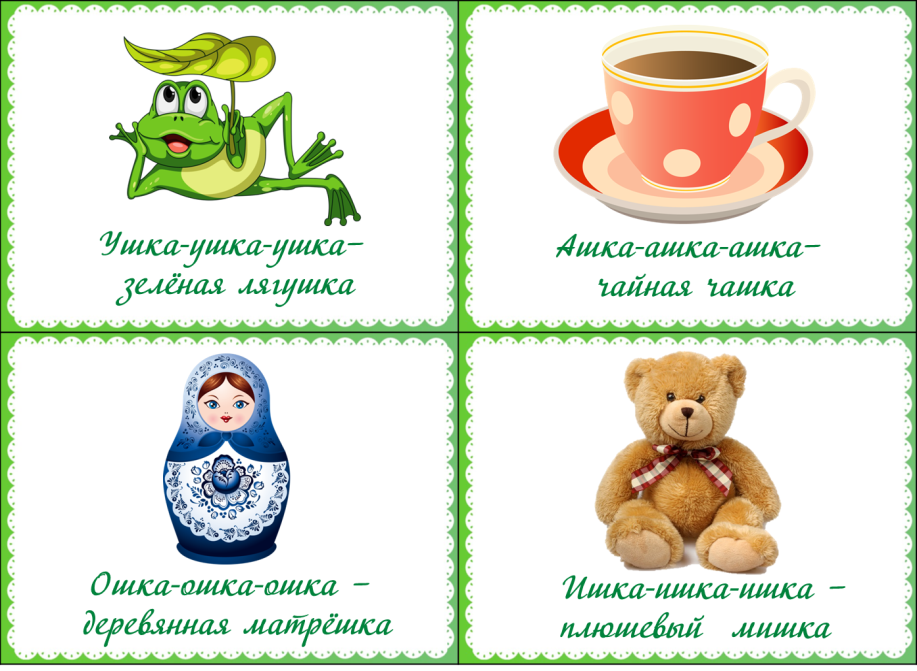 Ушка-ушка-ушка–
зелёная лягушка
Ашка-ашка-ашка–
чайная чашка
Ошка-ошка-ошка –
деревянная матрёшка
Ишка-ишка-ишка –
плюшевый мишка